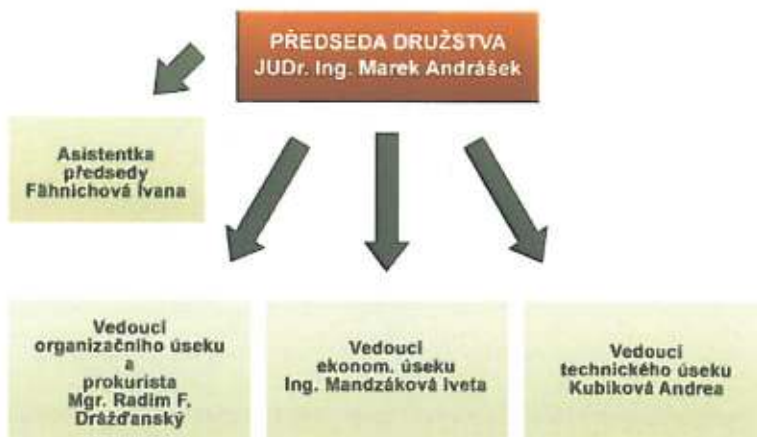 PŘEDSEDA DRUŽSTVA
JUDr. Ing. Marek Andrášek
Asistentka
předsedy
Fähnichová Ivana
Vedoucí
organizačního úseku
a
prokurista
Mgr. Radim F,
Drážďanský
Vedoucí
ekonom. úseku
Ing. Mandzáková Iveta
Vedoucí
technického úseku
Kubíková Andrea